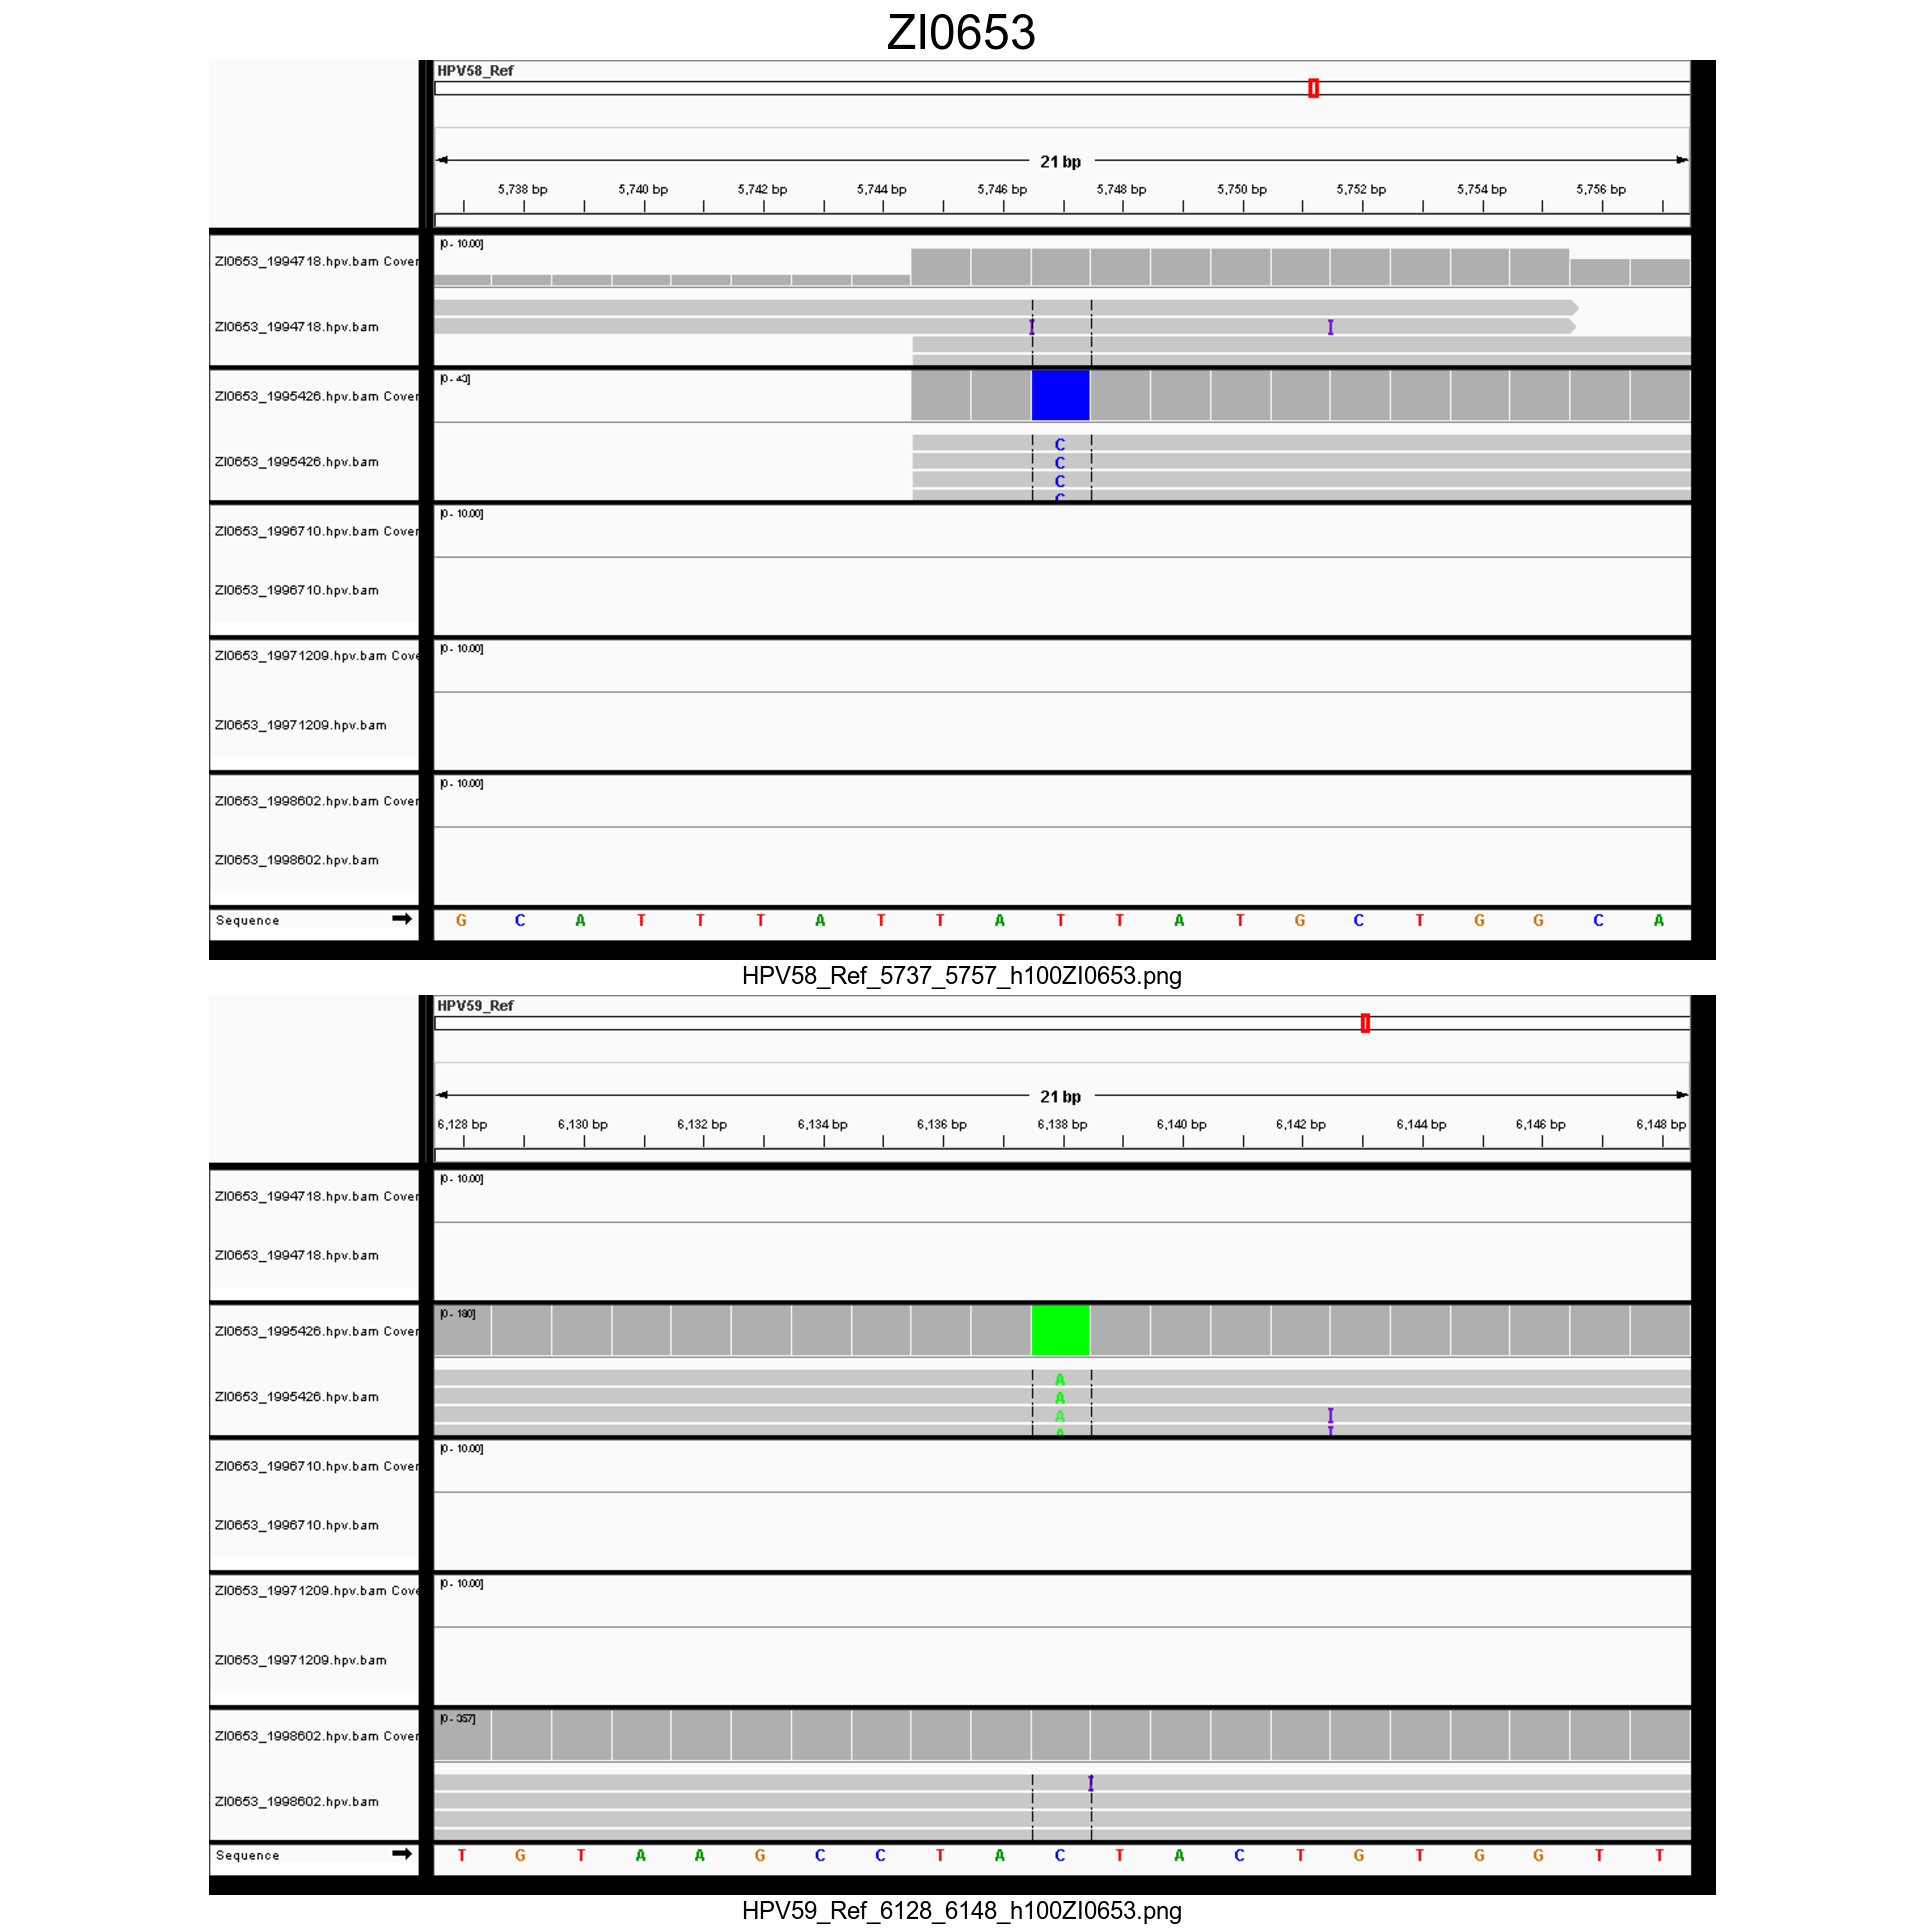 ZI0653
HPV58_Ref
21 bp
5,738 bp 5,740 bp 5,742 bp 5,744 bp 5,746 bp 5,748 bp 5,750 bp 5,752 bp 5,754 bp 5,756 bp
[0 - 10.00]
ZI0653_1994718.hpv.bam Cover
ZI0653_1994718.hpv.bam
I I
[0 - 43]
ZI0653_1995426.hpv.bam Cover
C
C
ZI0653_1995426.hpv.bam
C
C
[0 - 10.00]
ZI0653_1996710.hpv.bam Cover
ZI0653_1996710.hpv.bam
[0 - 10.00]
ZI0653_19971209.hpv.bam Cove
ZI0653_19971209.hpv.bam
[0 - 10.00]
ZI0653_1998602.hpv.bam Cover
ZI0653_1998602.hpv.bam
Sequence G C A T T T A T T A T T A T G C T G G C A
HPV58_Ref_5737_5757_h100ZI0653.png
HPV59_Ref
21 bp
6,128 bp 6,130 bp 6,132 bp 6,134 bp 6,136 bp 6,138 bp 6,140 bp 6,142 bp 6,144 bp 6,146 bp 6,148 bp
[0 - 10.00]
ZI0653_1994718.hpv.bam Cover
ZI0653_1994718.hpv.bam
[0 - 180]
ZI0653_1995426.hpv.bam Cover
A
ZI0653_1995426.hpv.bam A
A I
A I
[0 - 10.00]
ZI0653_1996710.hpv.bam Cover
ZI0653_1996710.hpv.bam
[0 - 10.00]
ZI0653_19971209.hpv.bam Cove
ZI0653_19971209.hpv.bam
[0 - 357]
ZI0653_1998602.hpv.bam Cover
I
ZI0653_1998602.hpv.bam
Sequence T G T A A G C C T A C T A C T G T G G T T
HPV59_Ref_6128_6148_h100ZI0653.png